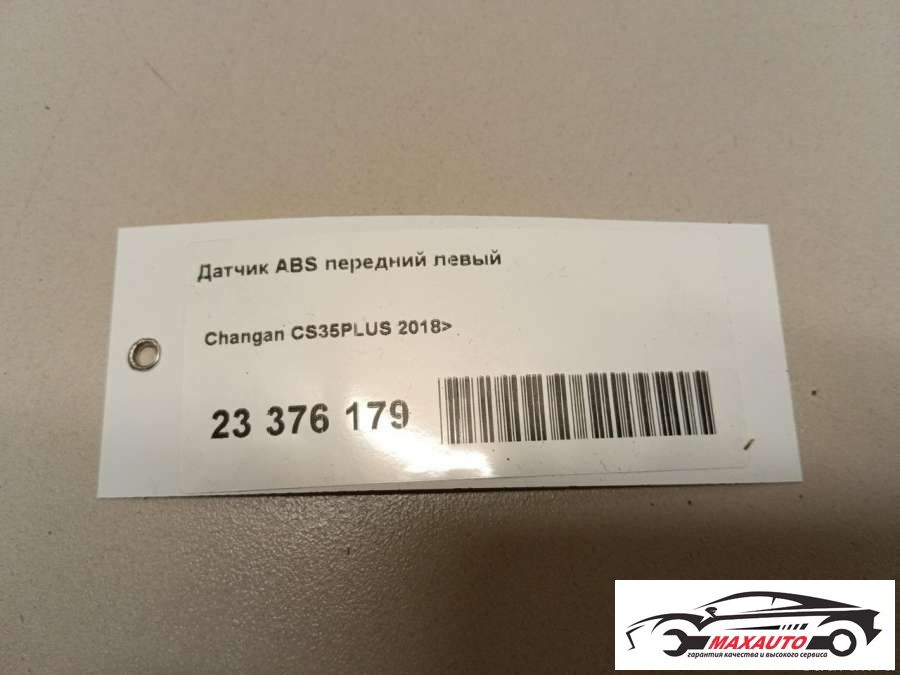 Датчик ABS передний левый
Changan CS35PLUS 2018>
23 376 179
MAXAUTO
гарантия качества и высокого сервиса